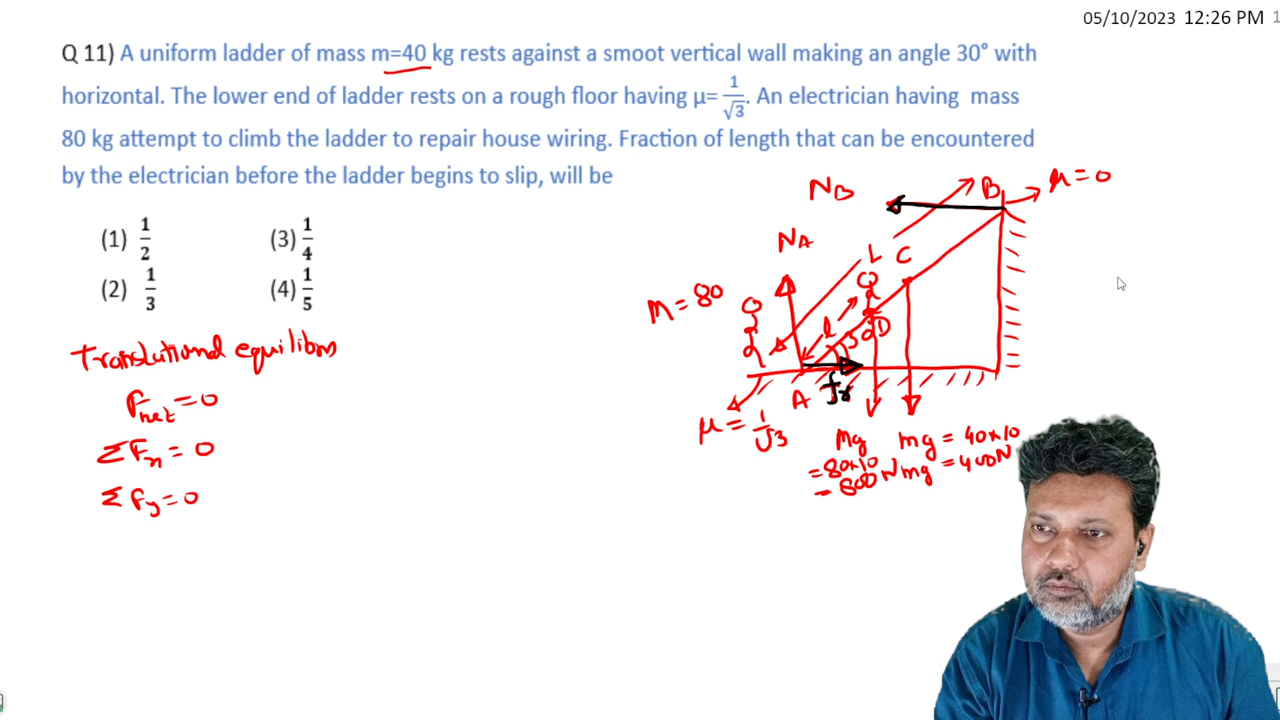 05/10/2023 12:26 PM 1
Q 11) A uniform ladder of mass m=40 kg rests against a smoot vertical wall making an angle 30° with
horizontal. The lower end of ladder rests on a rough floor having μ= 1/√3. An electrician having mass
80 kg attempt to climb the ladder to repair house wiring. Fraction of length that can be encountered
by the electrician before the ladder begins to slip, will be
(1) 1/2 (3) 1/4
(2) 1/3 (4) 1/5
Translational equilibm
Fnet = 0
ΣFx = 0
ΣFy = 0
NB B μ=0
NA L C
M = 80 l D
A fr
μ = 1/√3
Mg mg = 40×10
= 80×10 mg = 400N
= 800N